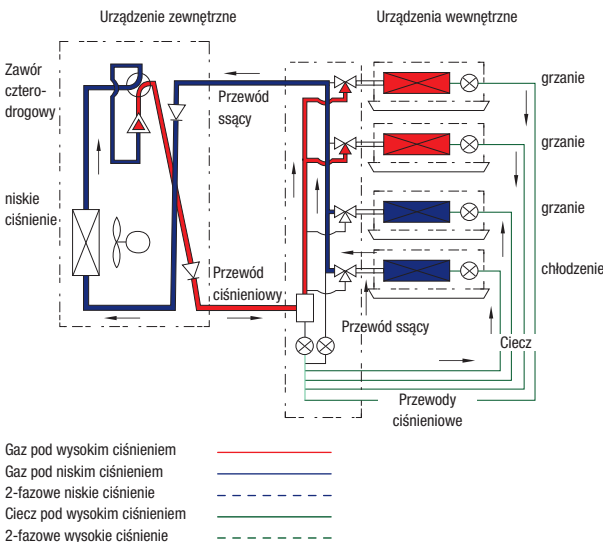 Urządzenie zewnętrzne
Urządzenia wewnętrzne
Zawór
cztero-
drogowy
Przewód
ssący
grzanie
grzanie
niskie
ciśnienie
grzanie
Przewód
ciśnieniowy
chłodzenie
Przewód ssący
Ciecz
Przewody
ciśnieniowe
Gaz pod wysokim ciśnieniem
Gaz pod niskim ciśnieniem
2-fazowe niskie ciśnienie
Ciecz pod wysokim ciśnieniem
2-fazowe wysokie ciśnienie